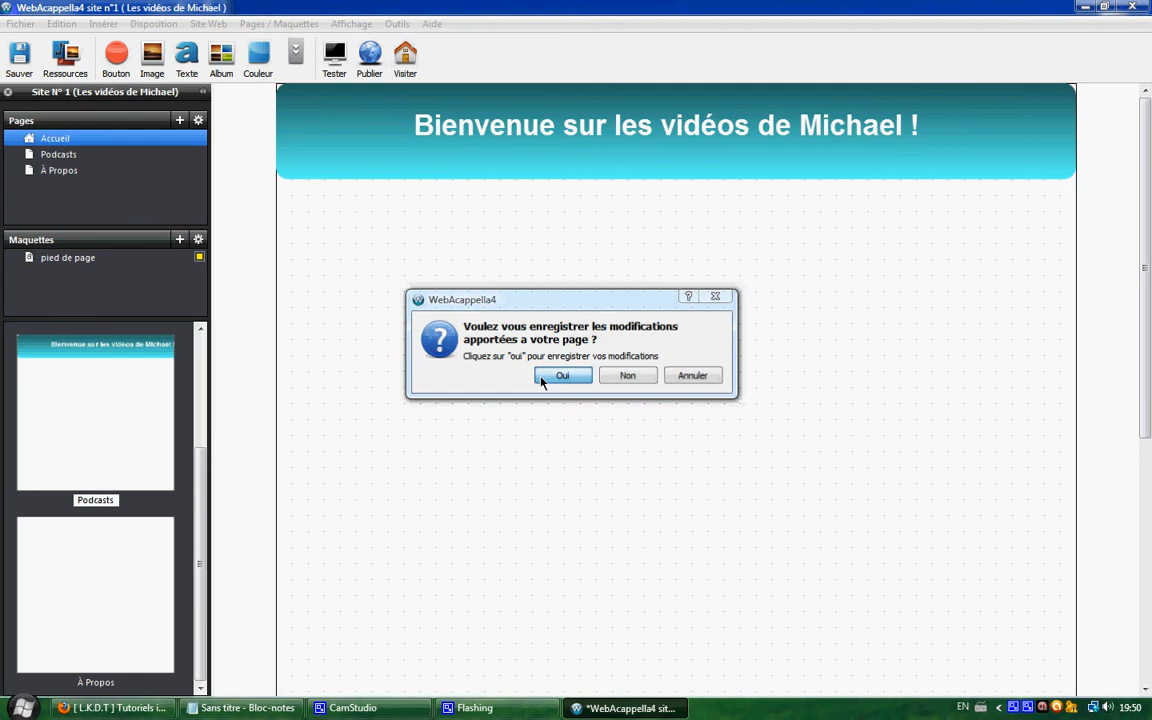 WebAcappella4 site n°1 ( Les vidéos de Michael )
Fichier Edition Insérer Disposition Site Web Pages / Maquettes Affichage Outils Aide
Sauver Ressources Bouton Image Texte Album Couleur Tester Publier Visiter
Site N° 1 (Les vidéos de Michael)
Pages
Accueil
Podcasts
À Propos
Maquettes
pied de page
Bienvenue sur les vidéos de Michael !
Podcasts
À Propos
Bienvenue sur les vidéos de Michael !
WebAcappella4
Voulez vous enregistrer les modifications
apportées a votre page ?
Cliquez sur "oui" pour enregistrer vos modifications
Oui Non Annuler
[ L.K.D.T ] Tutoriels i... Sans titre - Bloc-notes CamStudio Flashing *WebAcappella4 sit... EN 19:50